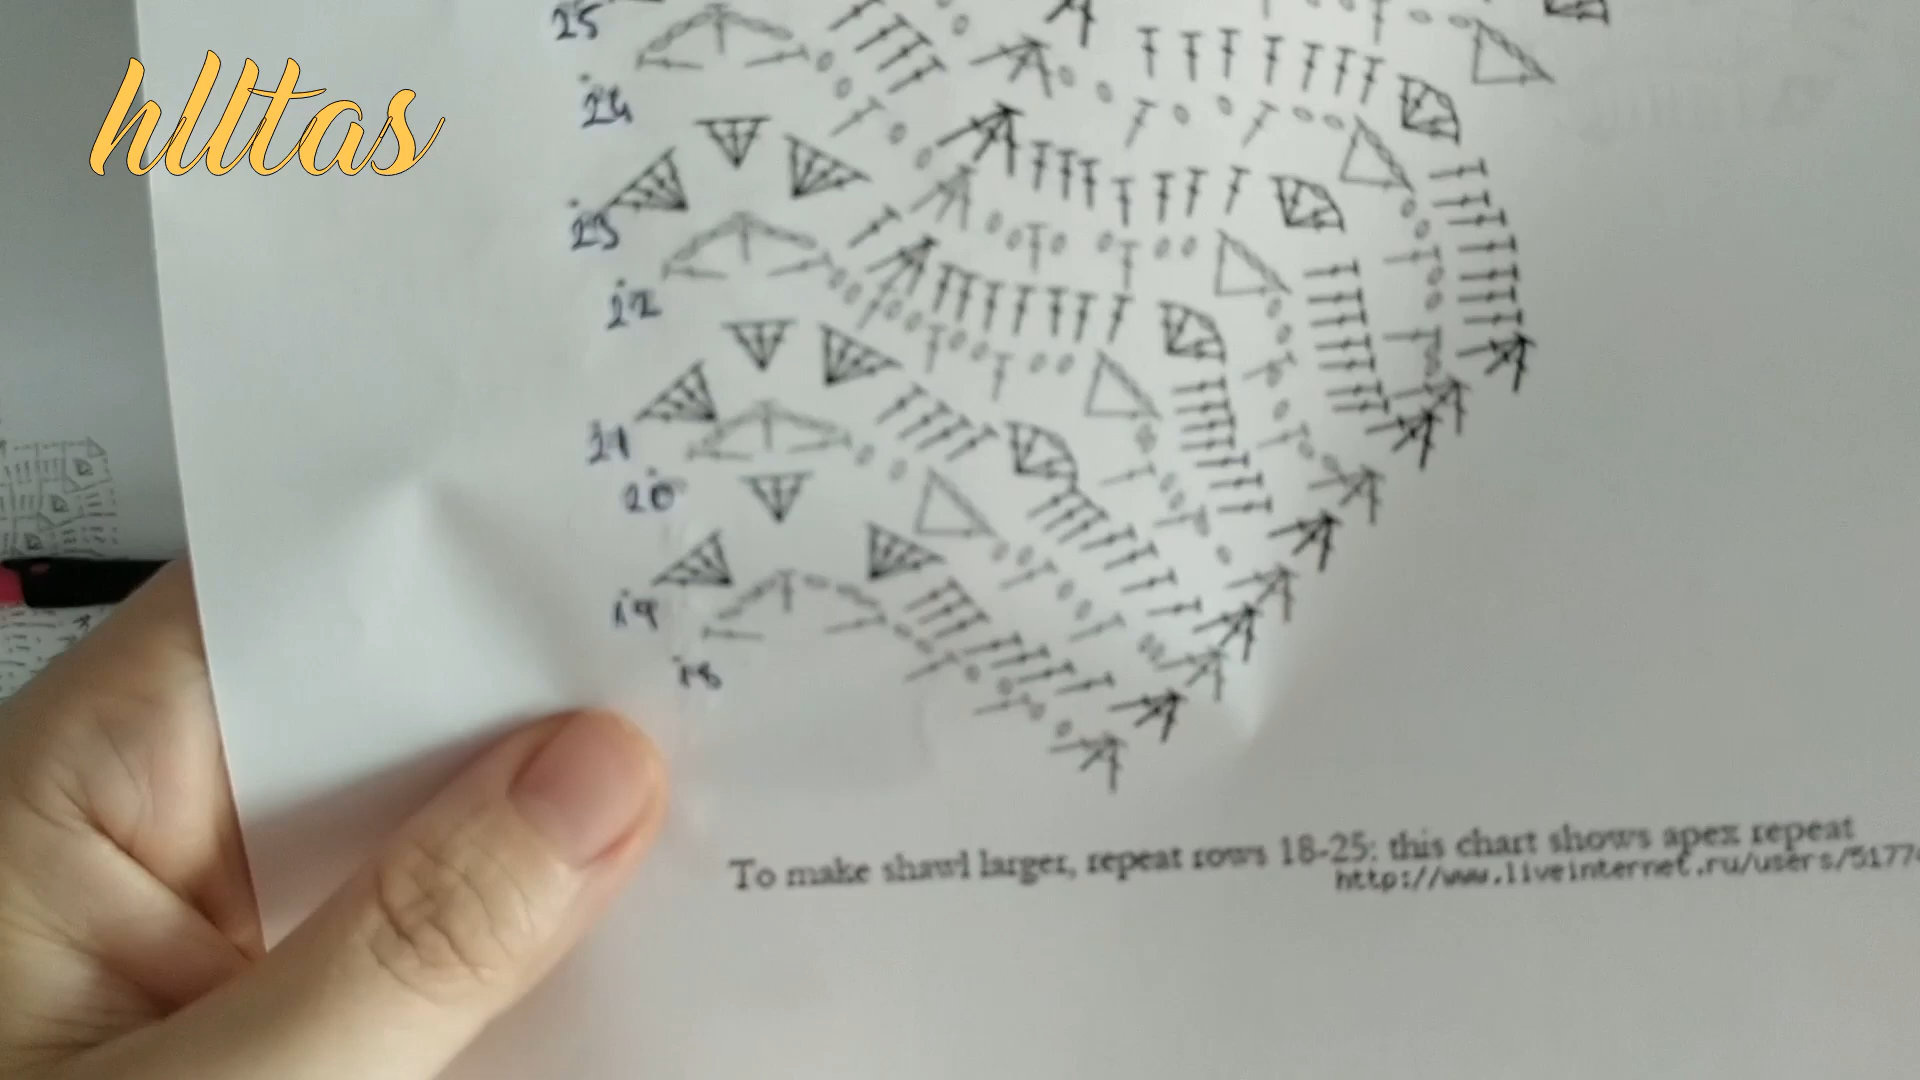 hlltas
25
24
23
22
21
20
19
18
To make shawl larger, repeat rows 18-25: this chart shows apex repeat
http://www.liveinternet.ru/users/5177